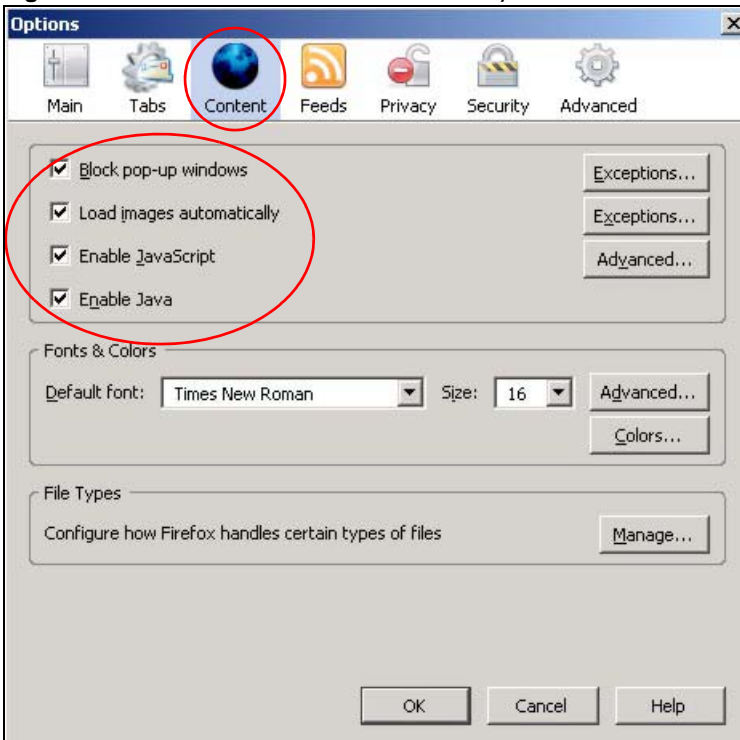 Options
Main Tabs Content Feeds Privacy Security Advanced
Block pop-up windows Exceptions...
Load images automatically Exceptions...
Enable JavaScript Advanced...
Enable Java
Fonts & Colors
Default font: Times New Roman Size: 16 Advanced...
Colors...
File Types
Configure how Firefox handles certain types of files Manage...
OK Cancel Help